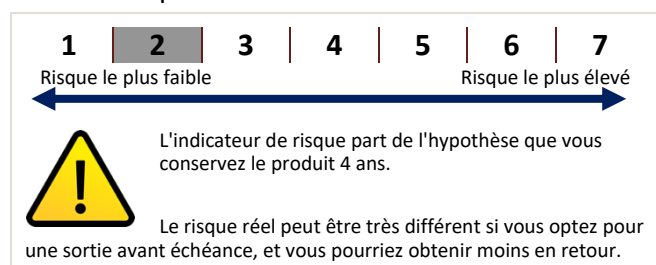 1 2 3 4 5 6 7
Risque le plus faible Risque le plus élevé
L'indicateur de risque part de l'hypothèse que vous
conservez le produit 4 ans.
Le risque réel peut être très différent si vous optez pour
une sortie avant échéance, et vous pourriez obtenir moins en retour.